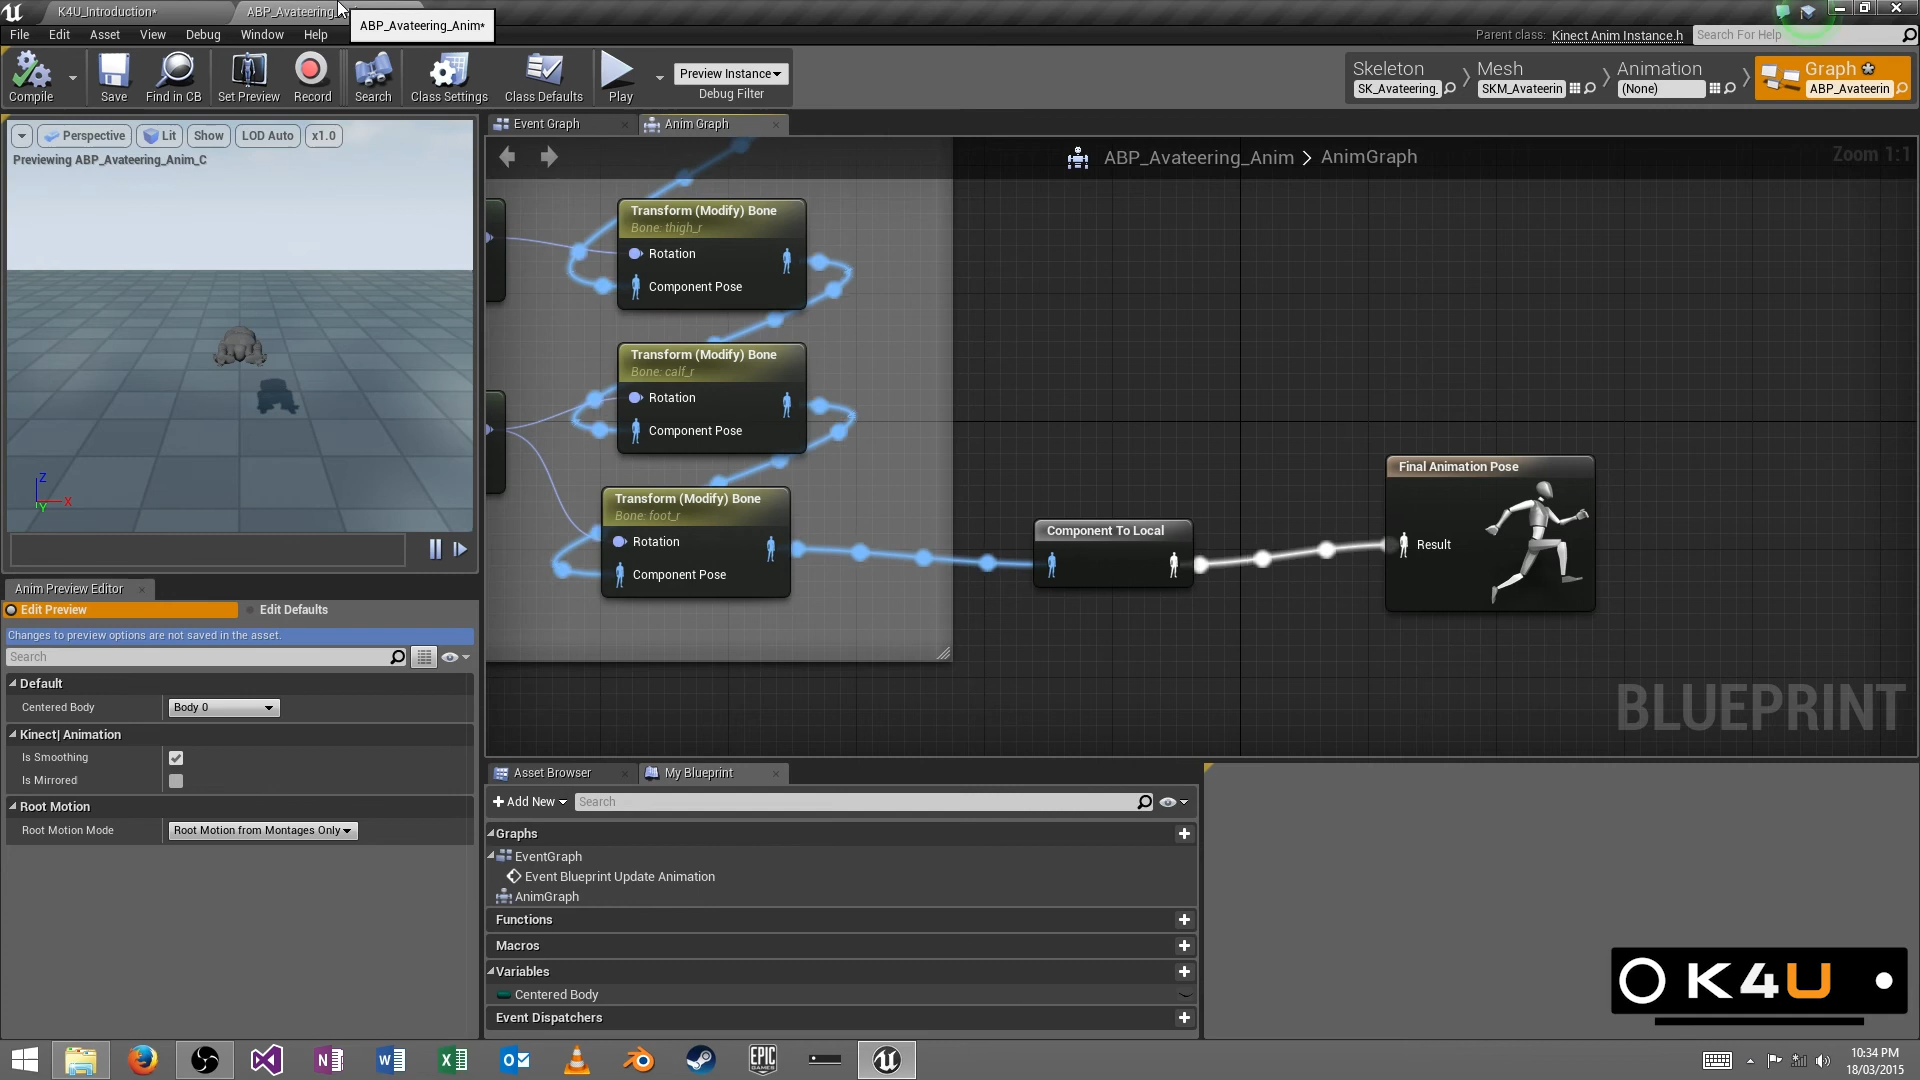 K4U_Introduction*
ABP_Avateering_
ABP_Avateering_Anim*
File Edit Asset View Debug Window Help
Parent class: Kinect Anim Instance.h
Search For Help
Compile
Save
Find in CB
Set Preview
Record
Search
Class Settings
Class Defaults
Play
Preview Instance
Debug Filter
Skeleton
SK_Avateering_
Mesh
SKM_Avateerin
Animation
(None)
Graph
ABP_Avateerin
Perspective Lit Show LOD Auto x1.0
Previewing ABP_Avateering_Anim_C
Z
X
Y
Event Graph
Anim Graph
ABP_Avateering_Anim > AnimGraph
Zoom 1:1
Transform (Modify) Bone
Bone: thigh_r
Rotation
Component Pose
Transform (Modify) Bone
Bone: calf_r
Rotation
Component Pose
Transform (Modify) Bone
Bone: foot_r
Rotation
Component Pose
Component To Local
Final Animation Pose
Result
BLUEPRINT
Anim Preview Editor
Edit Preview
Edit Defaults
Changes to preview options are not saved in the asset.
Search
Default
Centered Body Body 0
Kinect| Animation
Is Smoothing
Is Mirrored
Root Motion
Root Motion Mode Root Motion from Montages Only
Asset Browser
My Blueprint
Add New
Search
Graphs
EventGraph
Event Blueprint Update Animation
AnimGraph
Functions
Macros
Variables
Centered Body
Event Dispatchers
K4U
EPIC GAMES
10:34 PM
18/03/2015